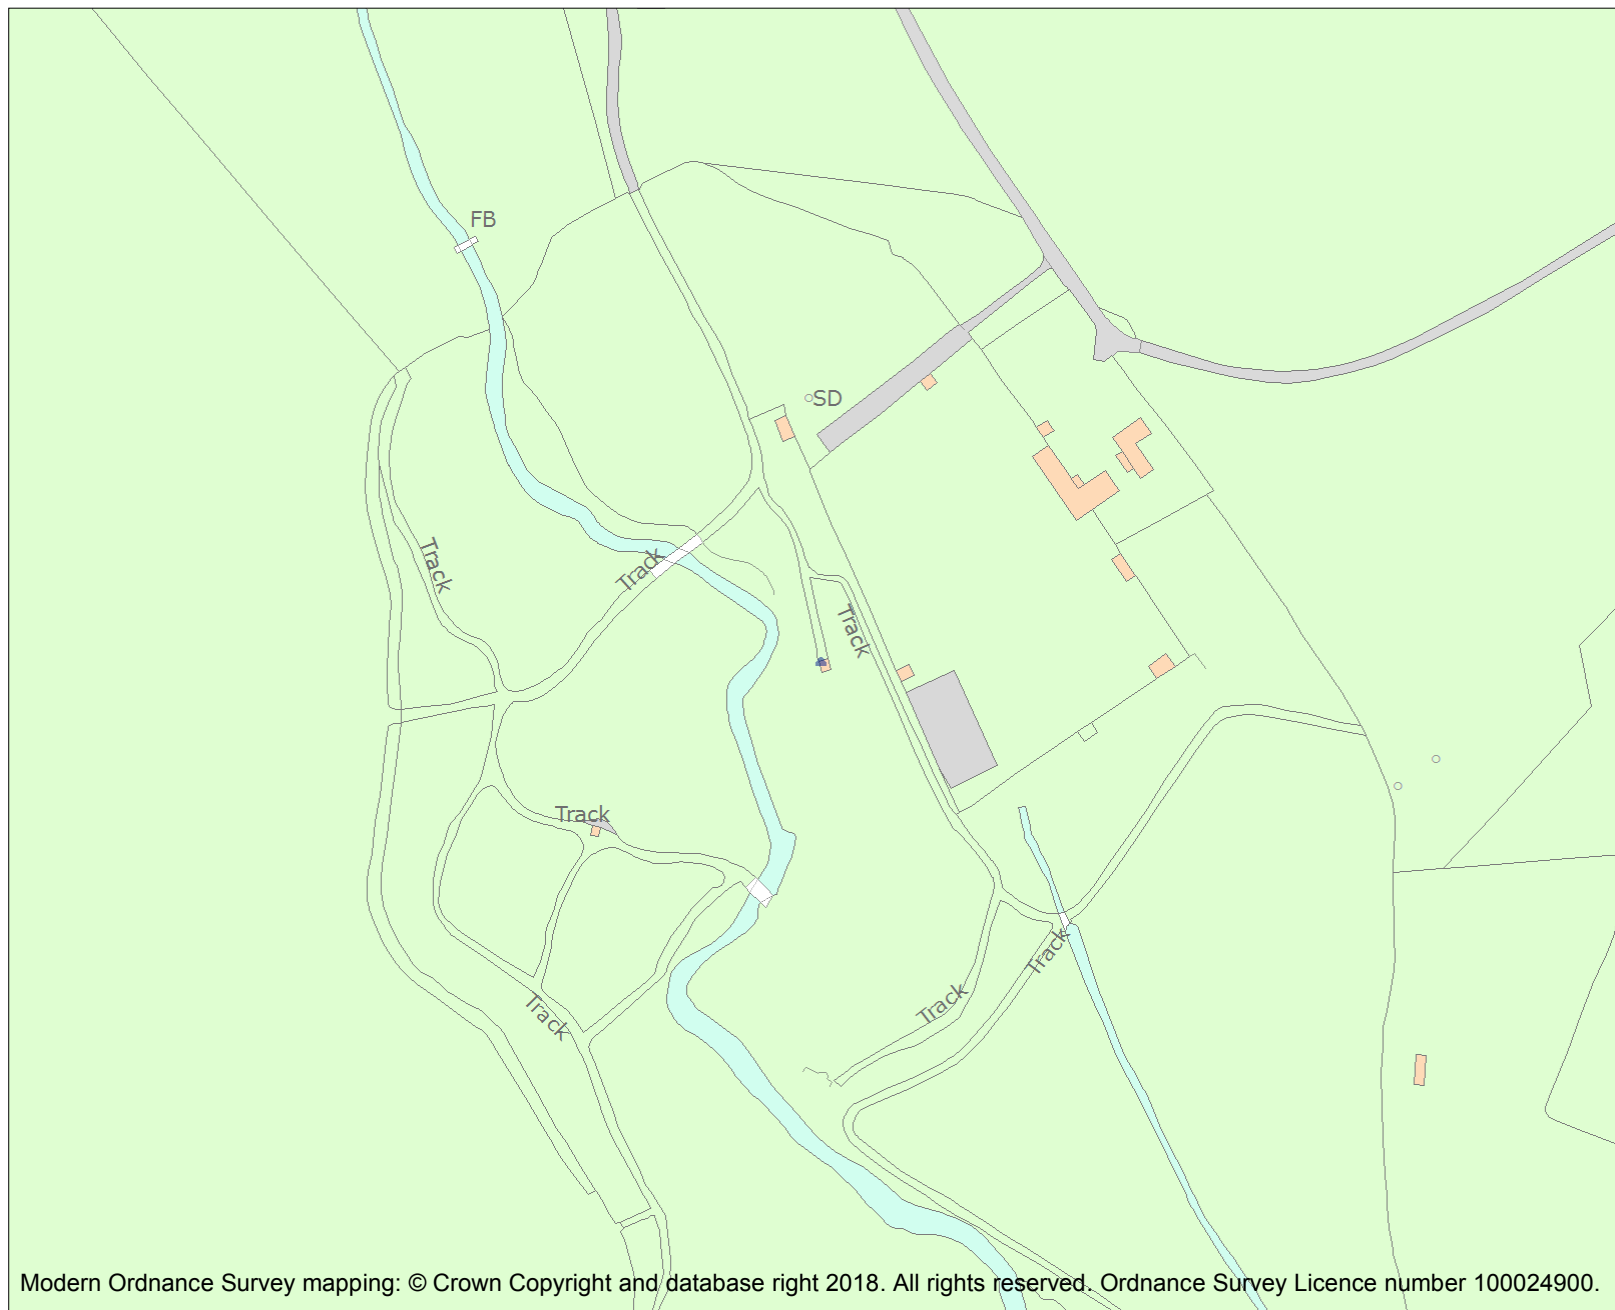 FB
SD
Track
Track
Track
Track
Track
Track
Track
Modern Ordnance Survey mapping: © Crown Copyright and database right 2018. All rights reserved. Ordnance Survey Licence number 100024900.